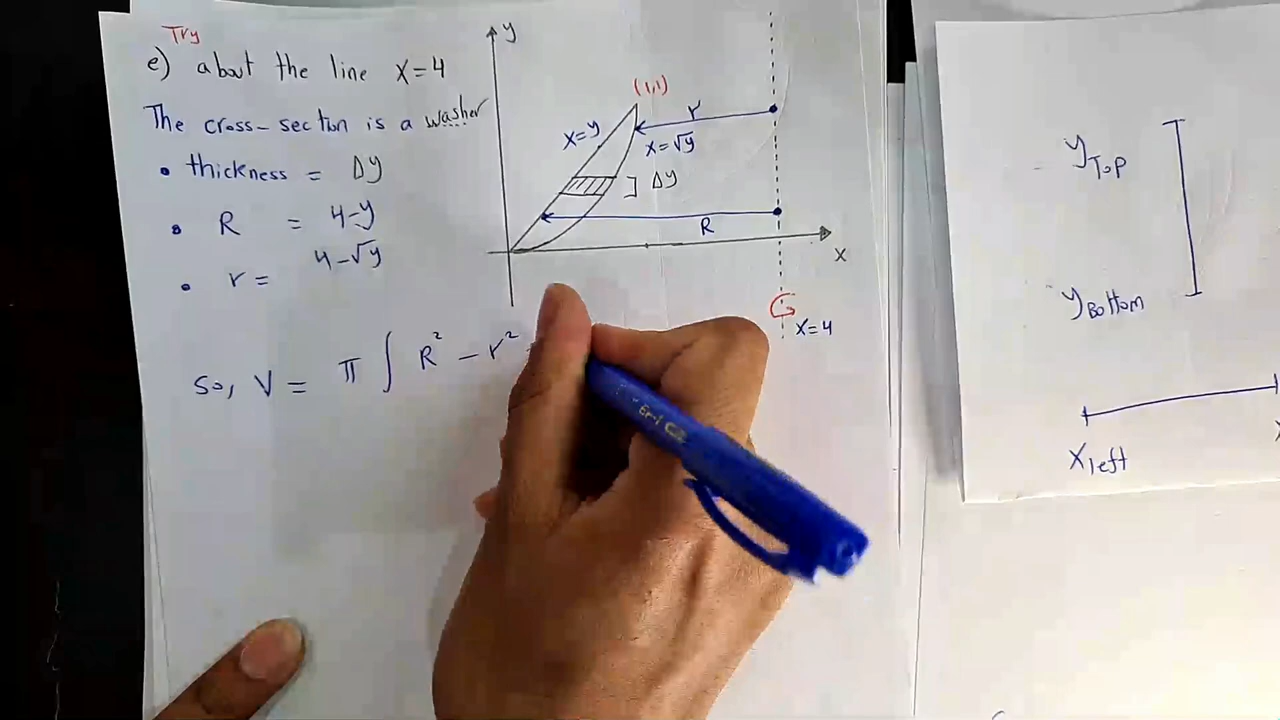 Try
e) about the line x=4
The cross-section is a washer
• thickness = Δy
• R = 4-y
• r = 4-√y
so, V = π ∫ R² - r²
y
(1,1)
r
x=y
x=√y
] Δy
R
x
x=4
y Top
y Bottom
x left